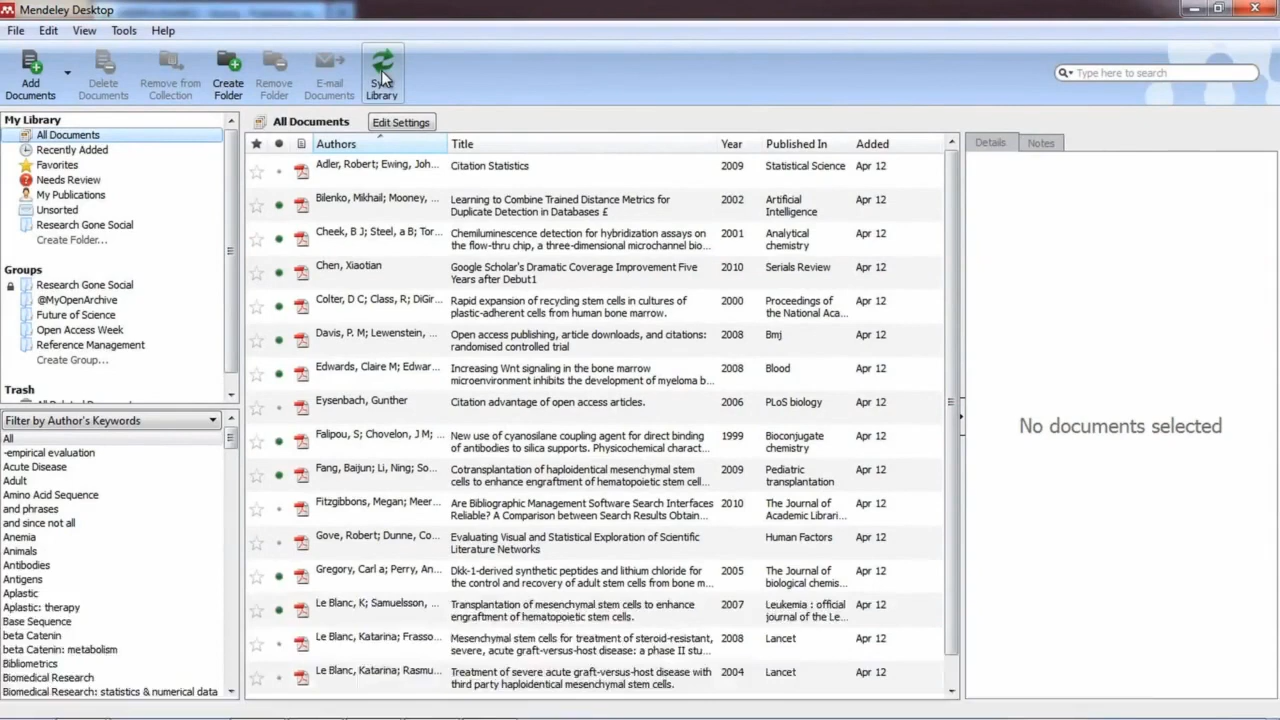 Mendeley Desktop
File Edit View Tools Help
Add Documents
Delete Documents
Remove from Collection
Create Folder
Remove Folder
E-mail Documents
Sync Library
Type here to search
My Library
All Documents
Recently Added
Favorites
Needs Review
My Publications
Unsorted
Research Gone Social
Create Folder...
Groups
Research Gone Social
@MyOpenArchive
Future of Science
Open Access Week
Reference Management
Create Group...
Trash
Filter by Author's Keywords
All
-empirical evaluation
Acute Disease
Adult
Amino Acid Sequence
and phrases
and since not all
Anemia
Animals
Antibodies
Antigens
Aplastic
Aplastic: therapy
Base Sequence
beta Catenin
beta Catenin: metabolism
Bibliometrics
Biomedical Research
Biomedical Research: statistics & numerical data
All Documents Edit Settings
Authors Title Year Published In Added
Adler, Robert; Ewing, Joh... Citation Statistics 2009 Statistical Science Apr 12
Bilenko, Mikhail; Mooney, ... Learning to Combine Trained Distance Metrics for 2002 Artificial Apr 12
Duplicate Detection in Databases £ Intelligence
Cheek, B J; Steel, a B; Tor... Chemiluminescence detection for hybridization assays on 2001 Analytical Apr 12
the flow-thru chip, a three-dimensional microchannel bio... chemistry
Chen, Xiaotian Google Scholar's Dramatic Coverage Improvement Five 2010 Serials Review Apr 12
Years after Debut1
Colter, D C; Class, R; DiGir... Rapid expansion of recycling stem cells in cultures of 2000 Proceedings of Apr 12
plastic-adherent cells from human bone marrow. the National Aca...
Davis, P. M; Lewenstein, ... Open access publishing, article downloads, and citations: 2008 Bmj Apr 12
randomised controlled trial
Edwards, Claire M; Edwar... Increasing Wnt signaling in the bone marrow 2008 Blood Apr 12
microenvironment inhibits the development of myeloma b...
Eysenbach, Gunther Citation advantage of open access articles. 2006 PLoS biology Apr 12
Falipou, S; Chovelon, J M; ... New use of cyanosilane coupling agent for direct binding 1999 Bioconjugate Apr 12
of antibodies to silica supports. Physicochemical charact... chemistry
Fang, Baijun; Li, Ning; So... Cotransplantation of haploidentical mesenchymal stem 2009 Pediatric Apr 12
cells to enhance engraftment of hematopoietic stem cell... transplantation
Fitzgibbons, Megan; Meer... Are Bibliographic Management Software Search Interfaces 2010 The Journal of Apr 12
Reliable? A Comparison between Search Results Obtain... Academic Librari...
Gove, Robert; Dunne, Co... Evaluating Visual and Statistical Exploration of Scientific Human Factors Apr 12
Literature Networks
Gregory, Carl a; Perry, An... Dkk-1-derived synthetic peptides and lithium chloride for 2005 The Journal of Apr 12
the control and recovery of adult stem cells from bone m... biological chemis...
Le Blanc, K; Samuelsson, ... Transplantation of mesenchymal stem cells to enhance 2007 Leukemia : official Apr 12
engraftment of hematopoietic stem cells. journal of the Le...
Le Blanc, Katarina; Frasso... Mesenchymal stem cells for treatment of steroid-resistant, 2008 Lancet Apr 12
severe, acute graft-versus-host disease: a phase II stu...
Le Blanc, Katarina; Rasmu... Treatment of severe acute graft-versus-host disease with 2004 Lancet Apr 12
third party haploidentical mesenchymal stem cells.
Details Notes
No documents selected